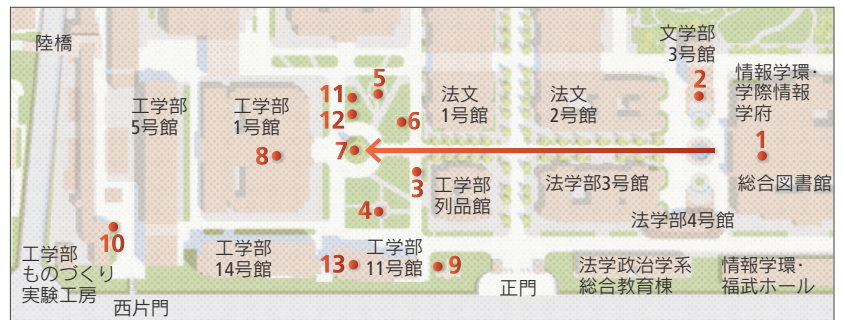 陸橋
文学部
3号館
情報学環・
学際情報
学府
工学部
5号館
工学部
1号館
法文
1号館
法文
2号館
11
5
2
12
6
1
8
7
3
工学部
列品館
法学部3号館
総合図書館
4
法学部4号館
10
工学部
ものづくり
実験工房
工学部
14号館
13
工学部
11号館
9
法学政治学系
総合教育棟
情報学環・
福武ホール
西片門
正門